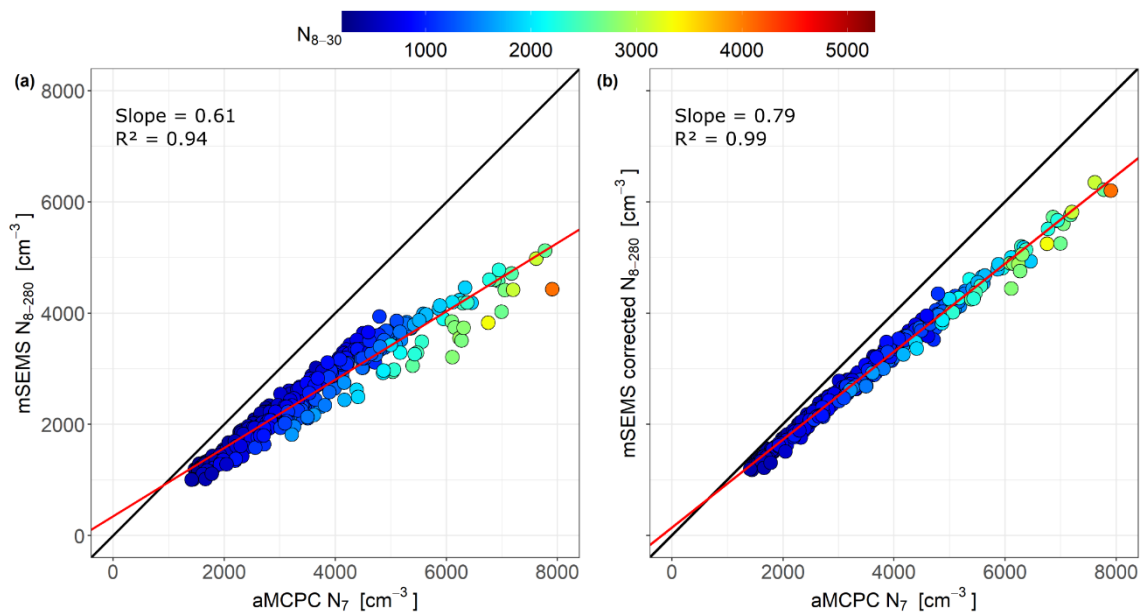 N₈₋₃₀ 1000 2000 3000 4000 5000
(a)
Slope = 0.61
R² = 0.94
8000
6000
4000
2000
0
mSEMS N₈₋₂₈₀ [cm⁻³]
0 2000 4000 6000 8000
aMCPC N₇ [cm⁻³]
(b)
Slope = 0.79
R² = 0.99
mSEMS corrected N₈₋₂₈₀ [cm⁻³]
0 2000 4000 6000 8000
aMCPC N₇ [cm⁻³]